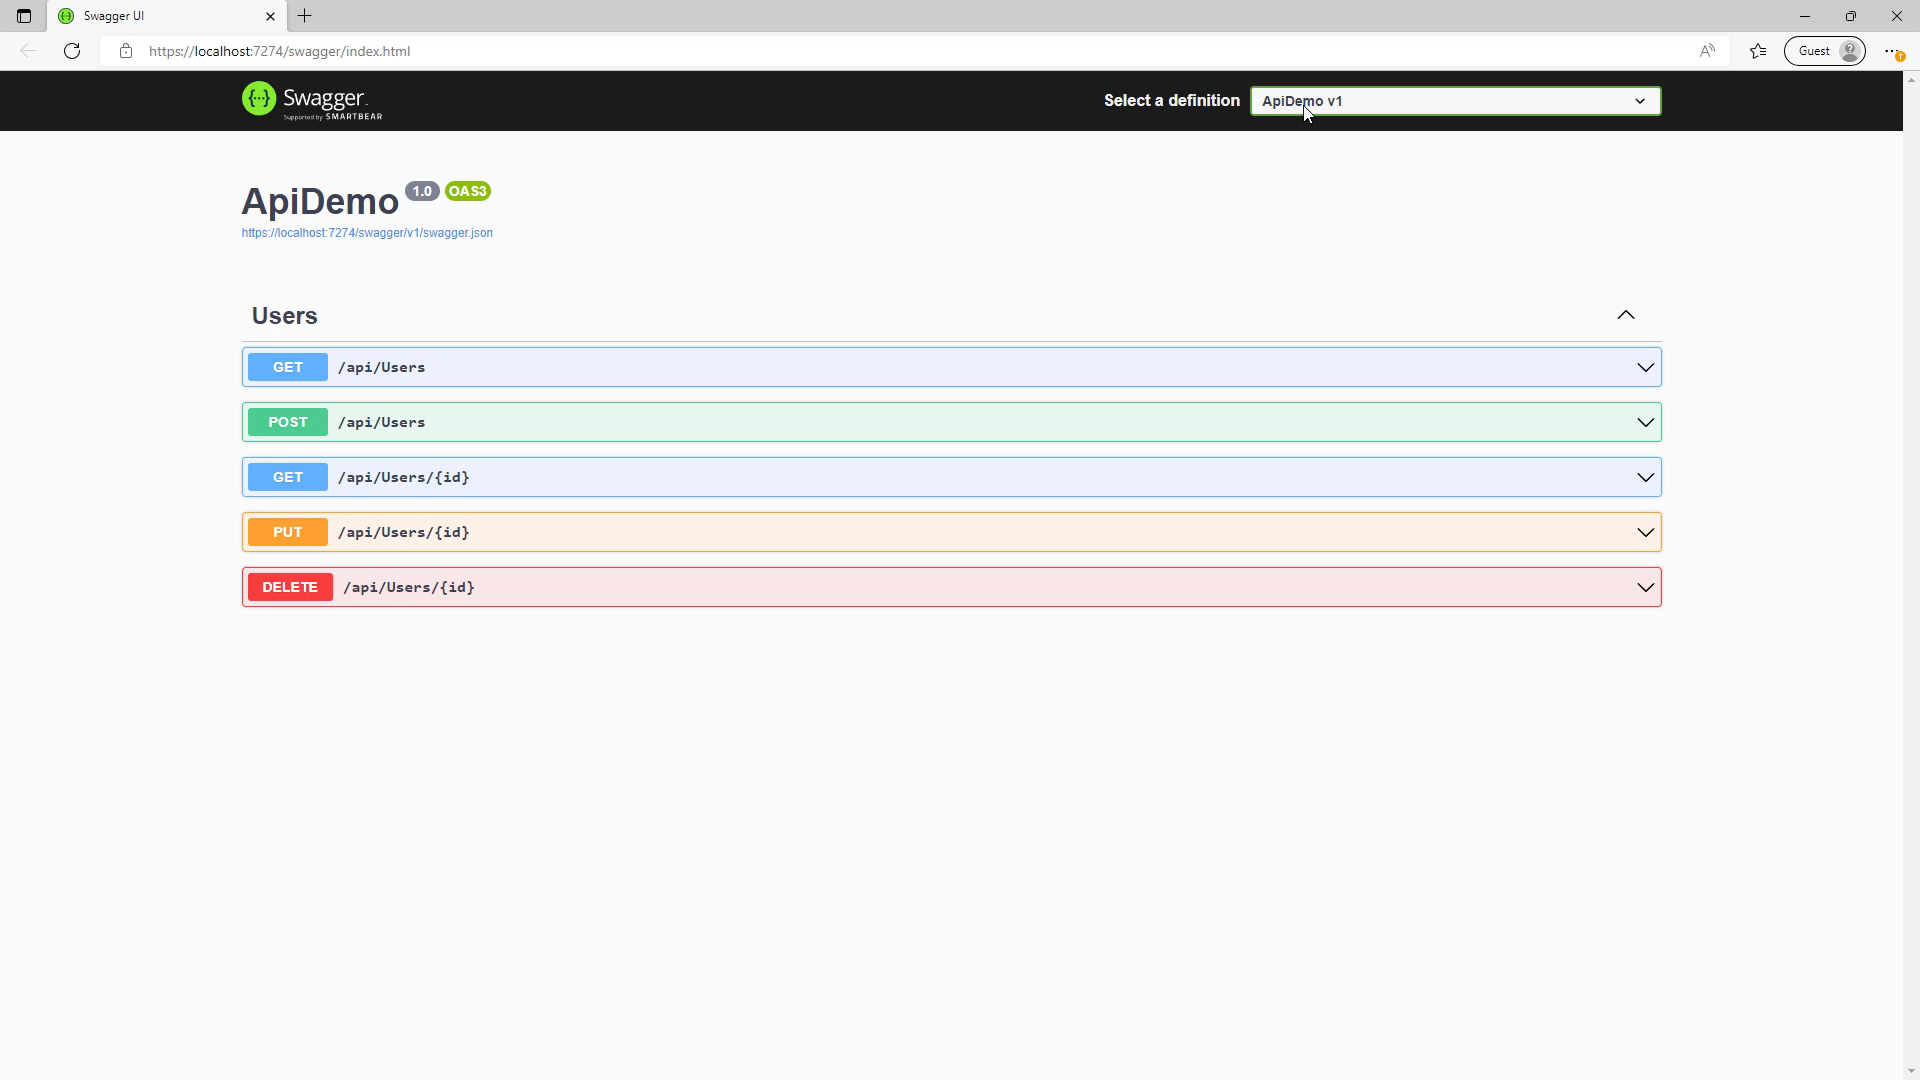 Swagger UI
https://localhost:7274/swagger/index.html
Guest
Swagger.
Supported by SMARTBEAR
Select a definition
ApiDemo v1
ApiDemo 1.0 OAS3
https://localhost:7274/swagger/v1/swagger.json
Users
GET /api/Users
POST /api/Users
GET /api/Users/{id}
PUT /api/Users/{id}
DELETE /api/Users/{id}